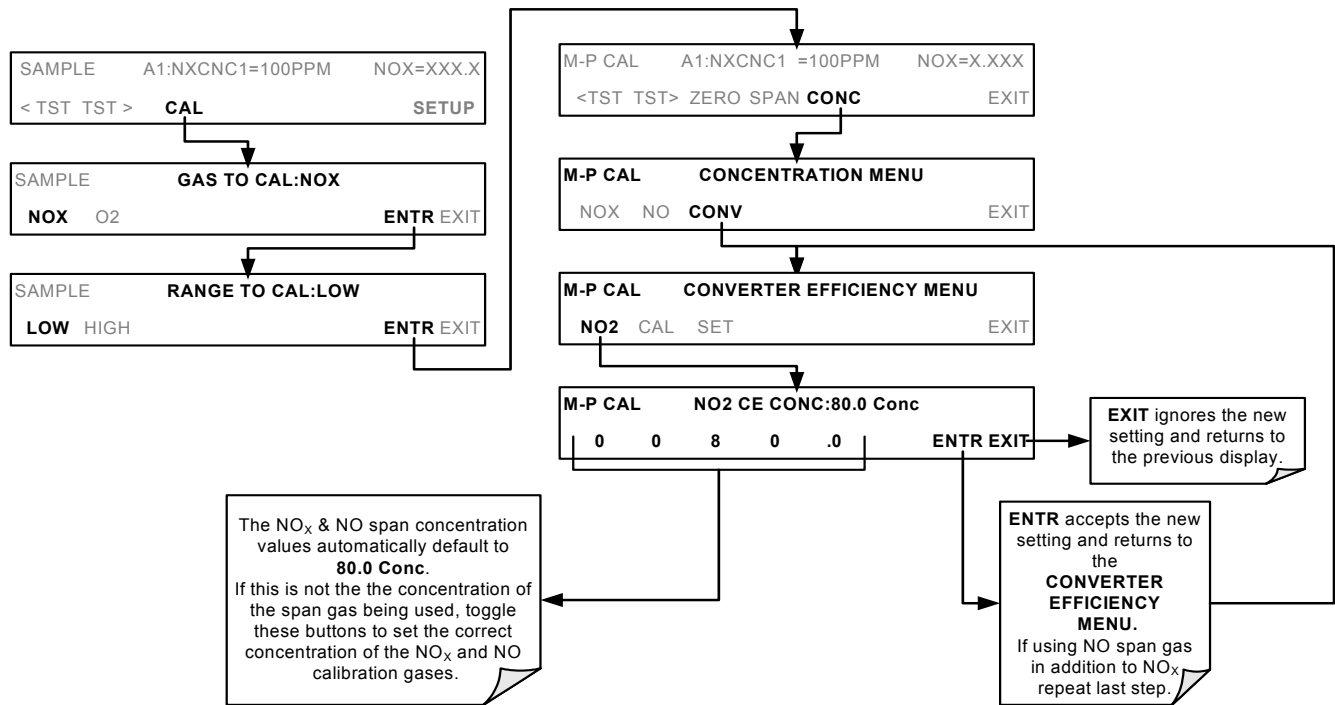 SAMPLE A1:NXCNC1=100PPM NOX=XXX.X
< TST TST > CAL SETUP
SAMPLE GAS TO CAL:NOX
NOX O2 ENTR EXIT
SAMPLE RANGE TO CAL:LOW
LOW HIGH ENTR EXIT
M-P CAL A1:NXCNC1 =100PPM NOX=X.XXX
<TST TST> ZERO SPAN CONC EXIT
M-P CAL CONCENTRATION MENU
NOX NO CONV EXIT
M-P CAL CONVERTER EFFICIENCY MENU
NO2 CAL SET EXIT
M-P CAL NO2 CE CONC:80.0 Conc
0 0 8 0 .0 ENTR EXIT
EXIT ignores the new
setting and returns to
the previous display.
The NOX & NO span concentration
values automatically default to
80.0 Conc.
If this is not the the concentration of
the span gas being used, toggle
these buttons to set the correct
concentration of the NOX and NO
calibration gases.
ENTR accepts the new
setting and returns to
the
CONVERTER
EFFICIENCY
MENU.
If using NO span gas
in addition to NOX
repeat last step.